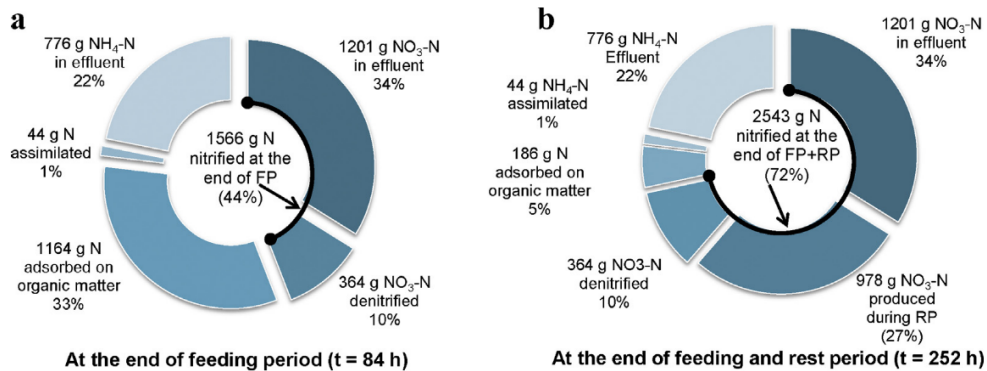 a
776 g NH₄-N
in effluent
22%
1201 g NO₃-N
in effluent
34%
44 g N
assimilated
1%
1566 g N
nitrified at the
end of FP
(44%)
1164 g N
adsorbed on
organic matter
33%
364 g NO₃-N
denitrified
10%
At the end of feeding period (t = 84 h)
b
776 g NH₄-N
Effluent
22%
1201 g NO₃-N
in effluent
34%
44 g NH₄-N
assimilated
1%
2543 g N
nitrified at the
end of FP+RP
(72%)
186 g N
adsorbed on
organic matter
5%
364 g NO3-N
denitrified
10%
978 g NO₃-N
produced
during RP
(27%)
At the end of feeding and rest period (t = 252 h)